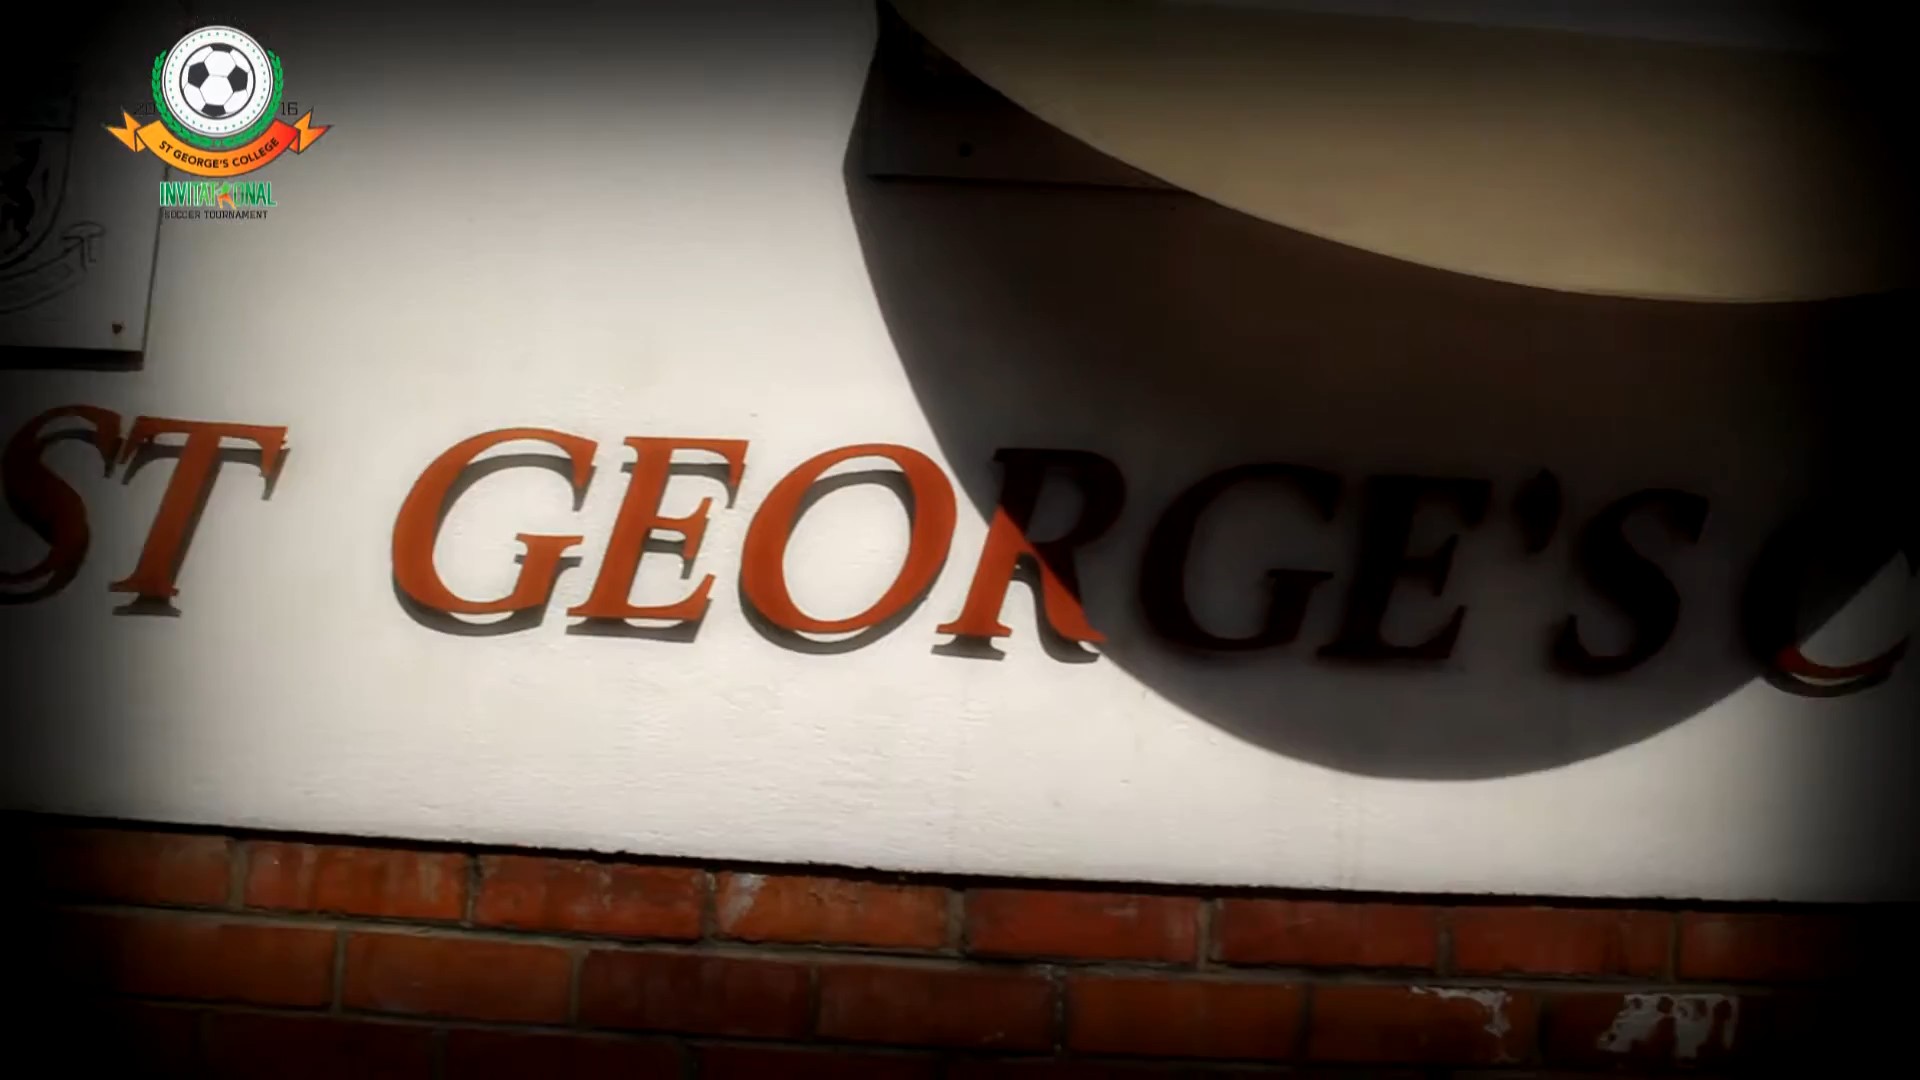 20 16
ST GEORGE'S COLLEGE
INVITATIONAL
SOCCER TOURNAMENT
ST GEORGE'S C